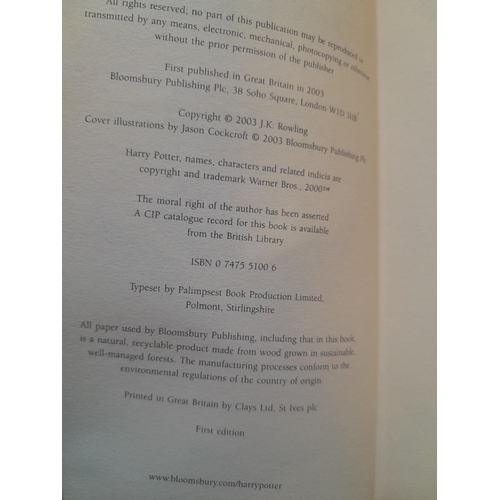 All rights reserved; no part of this publication may be reproduced or
transmitted by any means, electronic, mechanical, photocopying or otherwise
without the prior permission of the publisher
First published in Great Britain in 2003
Bloomsbury Publishing Plc, 38 Soho Square, London W1D 3HB
Copyright © 2003 J.K. Rowling
Cover illustrations by Jason Cockcroft © 2003 Bloomsbury Publishing Plc
Harry Potter, names, characters and related indicia are
copyright and trademark Warner Bros., 2000™
The moral right of the author has been asserted
A CIP catalogue record for this book is available
from the British Library
ISBN 0 7475 5100 6
Typeset by Palimpsest Book Production Limited,
Polmont, Stirlingshire
All paper used by Bloomsbury Publishing, including that in this book,
is a natural, recyclable product made from wood grown in sustainable,
well-managed forests. The manufacturing processes conform to the
environmental regulations of the country of origin
Printed in Great Britain by Clays Ltd, St Ives plc
First edition
www.bloomsbury.com/harrypotter